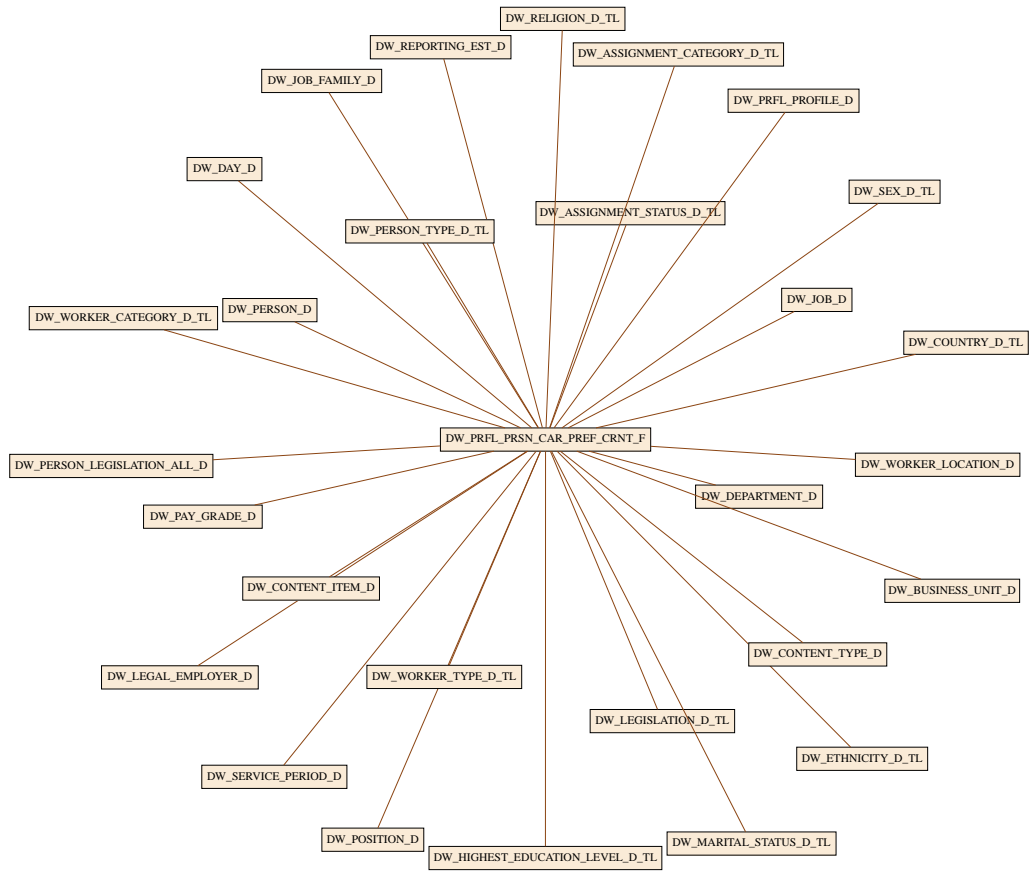 DW_RELIGION_D_TL
DW_REPORTING_EST_D
DW_ASSIGNMENT_CATEGORY_D_TL
DW_JOB_FAMILY_D
DW_PRFL_PROFILE_D
DW_DAY_D
DW_SEX_D_TL
DW_ASSIGNMENT_STATUS_D_TL
DW_PERSON_TYPE_D_TL
DW_JOB_D
DW_PERSON_D
DW_WORKER_CATEGORY_D_TL
DW_COUNTRY_D_TL
DW_PRFL_PRSN_CAR_PREF_CRNT_F
DW_PERSON_LEGISLATION_ALL_D
DW_WORKER_LOCATION_D
DW_DEPARTMENT_D
DW_PAY_GRADE_D
DW_CONTENT_ITEM_D
DW_BUSINESS_UNIT_D
DW_CONTENT_TYPE_D
DW_LEGAL_EMPLOYER_D
DW_WORKER_TYPE_D_TL
DW_LEGISLATION_D_TL
DW_ETHNICITY_D_TL
DW_SERVICE_PERIOD_D
DW_POSITION_D
DW_MARITAL_STATUS_D_TL
DW_HIGHEST_EDUCATION_LEVEL_D_TL